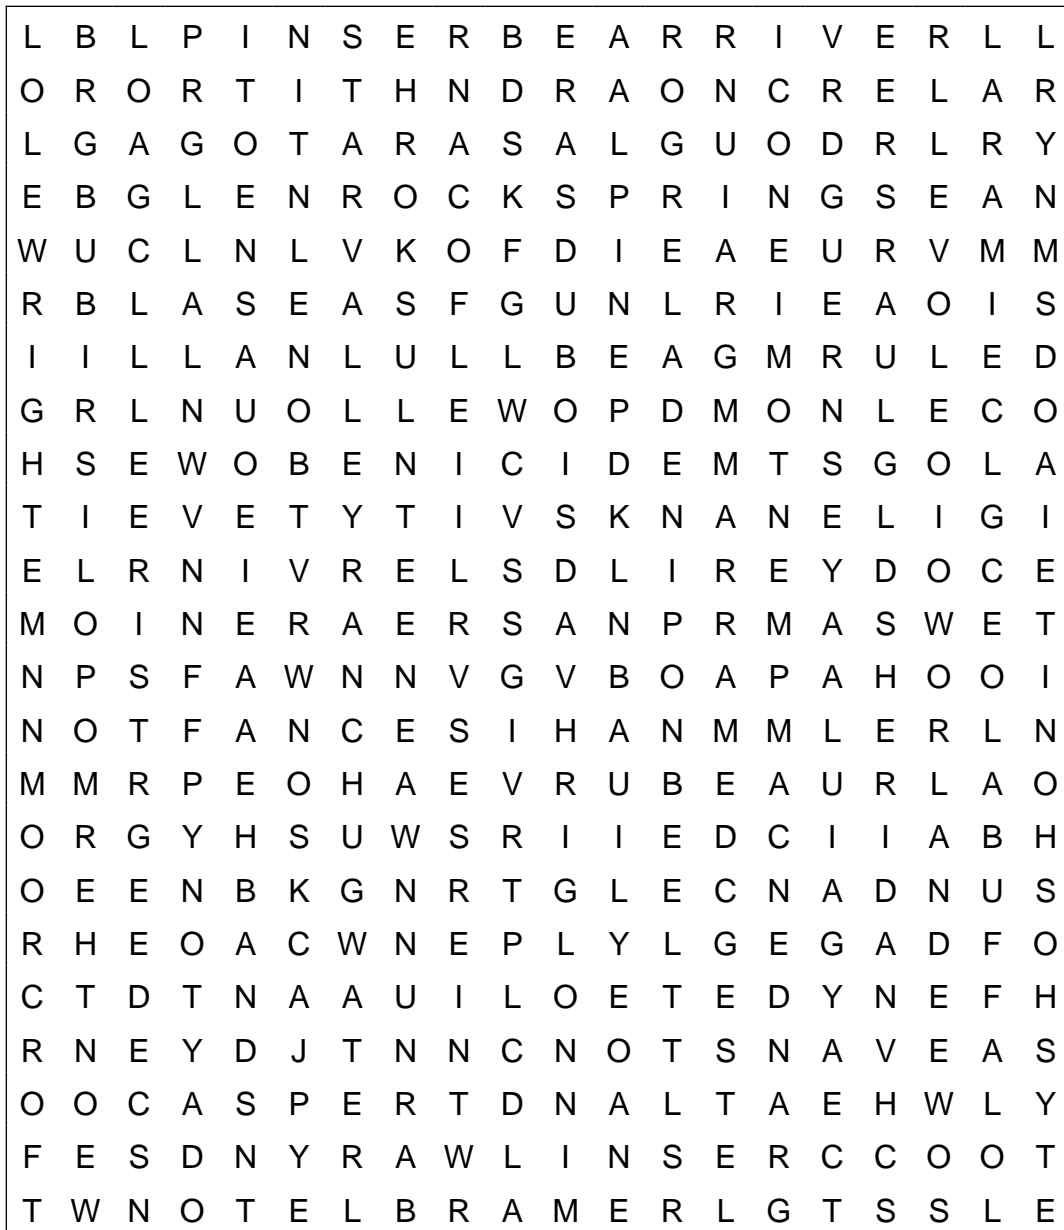 L B L P I N S E R B E A R R I V E R L L
O R O R T I T H N D R A O N C R E L A R
L G A G O T A R A S A L G U O D R L R Y
E B G L E N R O C K S P R I N G S E A N
W U C L N L V K O F D I E A E U R V M M
R B L A S E A S F G U N L R I E A O I S
I I L L A N L U L L B E A G M R U L E D
G R L N U O L L E W O P D M O N L E C O
H S E W O B E N I C I D E M T S G O L A
T I E V E T Y T I V S K N A N E L I G I
E L R N I V R E L S D L I R E Y D O C E
M O I N E R A E R S A N P R M A S W E T
N P S F A W N N V G V B O A P A H O O I
N O T F A N C E S I H A N M M L E R L N
M M R P E O H A E V R U B E A U R L A O
O R G Y H S U W S R I I E D C I I A B H
O E E N B K G N R T G L E C N A D N U S
R H E O A C W N E P L Y L G E G A D F O
C T D T N A A U I L O E T E D Y N E F H
R N E Y D J T N N C N O T S N A V E A S
O O C A S P E R T D N A L T A E H W L Y
F E S D N Y R A W L I N S E R C C O O T
T W N O T E L B R A M E R L G T S S L E